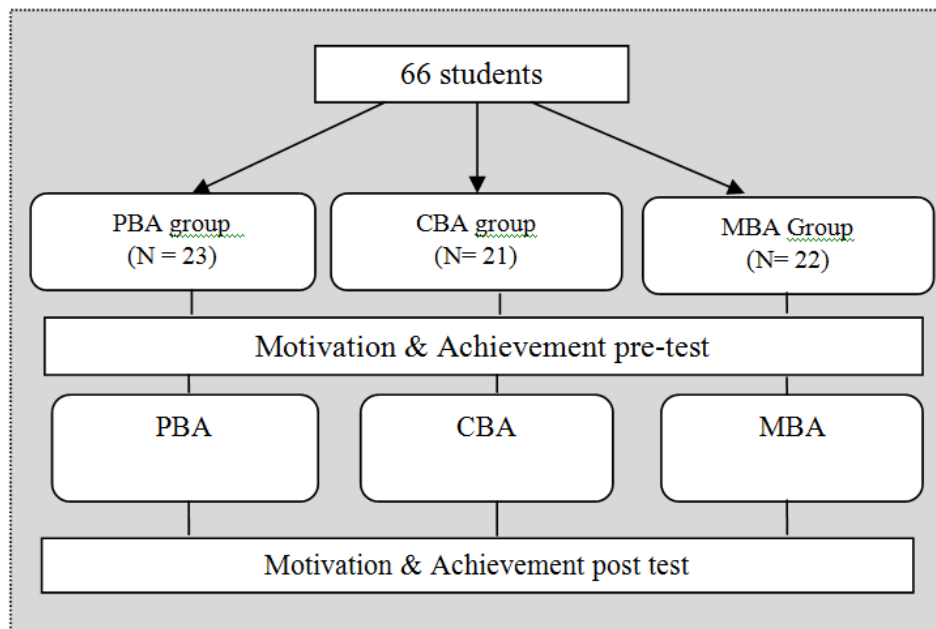 66 students
PBA group
(N = 23)
CBA group
(N= 21)
MBA Group
(N= 22)
Motivation & Achievement pre-test
PBA
CBA
MBA
Motivation & Achievement post test